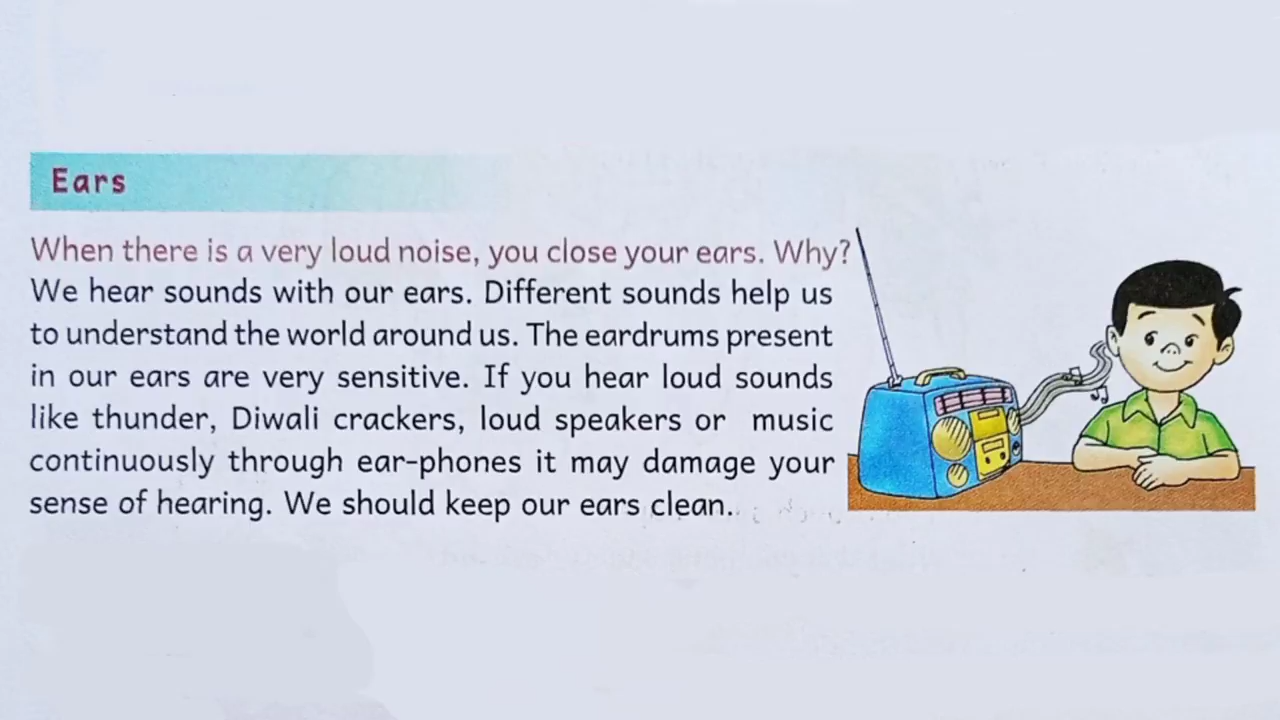 Ears
When there is a very loud noise, you close your ears. Why?
We hear sounds with our ears. Different sounds help us
to understand the world around us. The eardrums present
in our ears are very sensitive. If you hear loud sounds
like thunder, Diwali crackers, loud speakers or music
continuously through ear-phones it may damage your
sense of hearing. We should keep our ears clean.